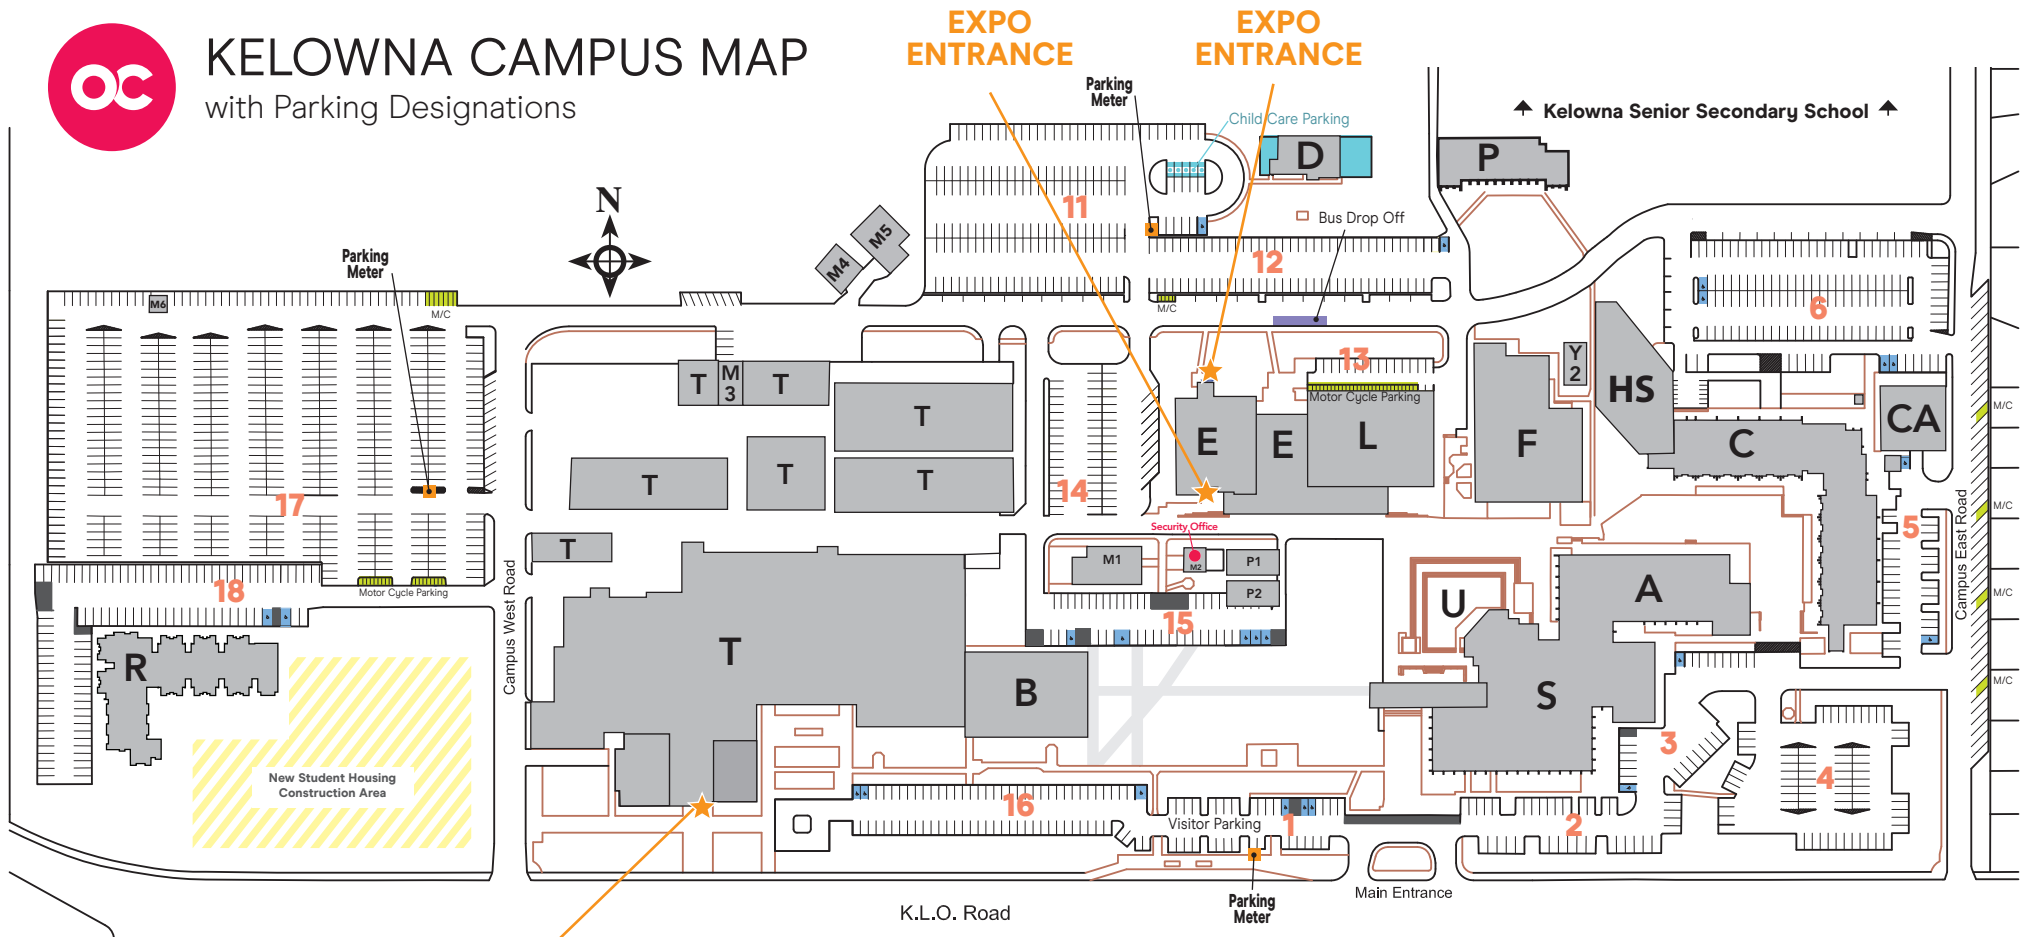 OC
KELOWNA CAMPUS MAP
with Parking Designations
EXPO
ENTRANCE
EXPO
ENTRANCE
Parking
Meter
Child Care Parking
Kelowna Senior Secondary School
D
P
N
11
Bus Drop Off
M5
M4
12
Parking
Meter
M6
M/C
M/C
6
13
Motor Cycle Parking
T
M
3
T
T
Y
2
HS
CA
M/C
E
E
L
F
C
T
T
T
14
17
M/C
5
Campus East Road
Security Office
T
M1
M2
P1
P2
18
Motor Cycle Parking
Campus West Road
15
U
A
M/C
R
T
B
S
M/C
3
4
New Student Housing
Construction Area
16
Visitor Parking
1
2
Main Entrance
K.L.O. Road
Parking
Meter